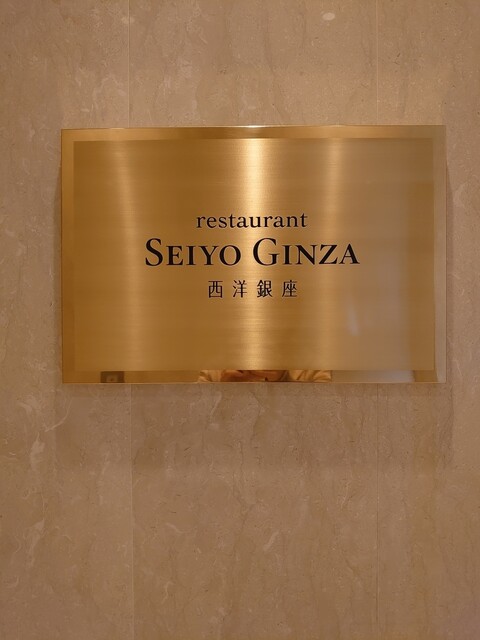 restaurant
SEIYO GINZA
西洋銀座